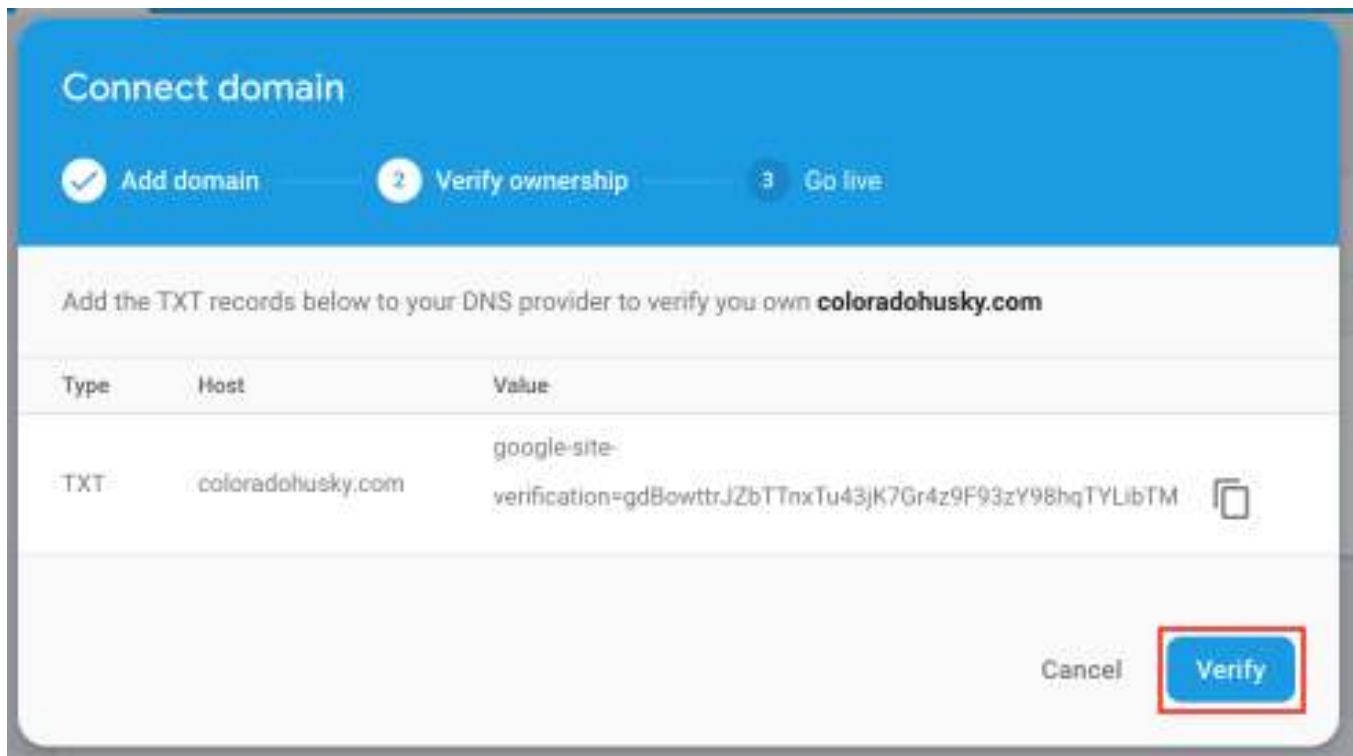 Connect domain
Add domain 2 Verify ownership 3 Go live
Add the TXT records below to your DNS provider to verify you own coloradohusky.com
Type Host Value
google-site-
TXT coloradohusky.com verification=gdBowttrJZbTTnxTu43jK7Gr4z9F93zY98hqTYLibTM
Cancel Verify